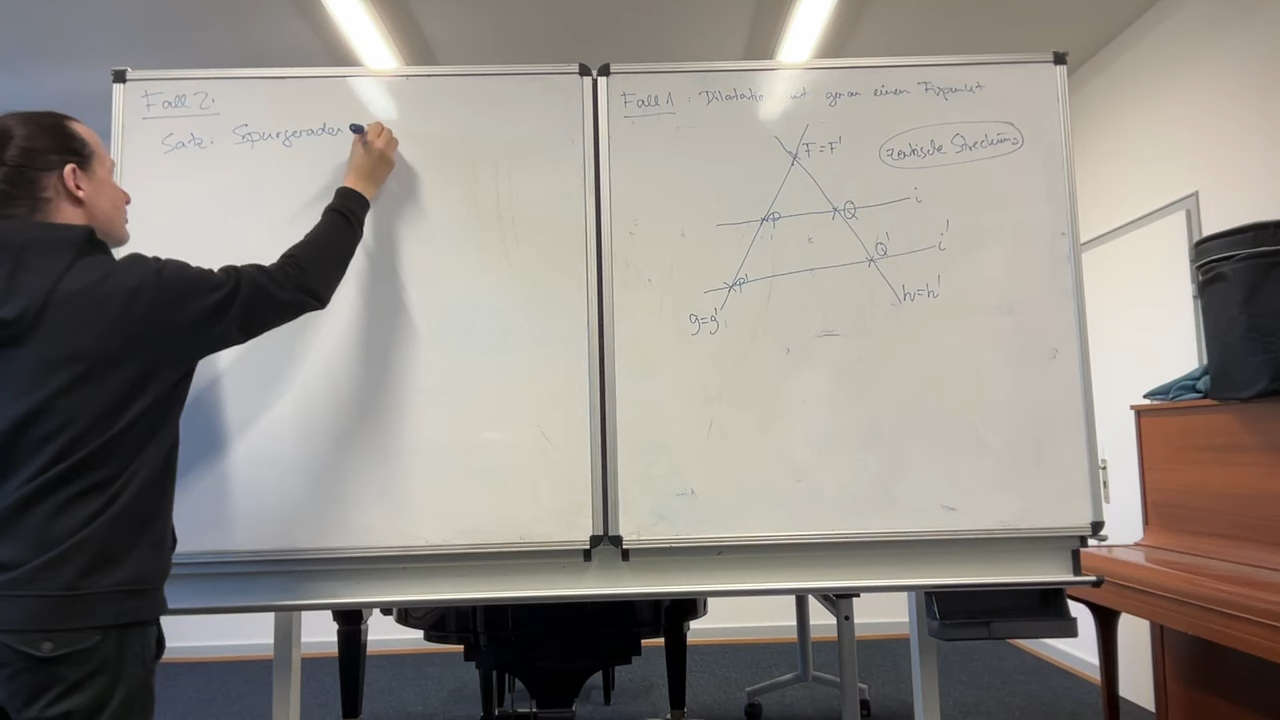 Fall 2:
Satz: Spurgeraden
Fall 1: Dilatation mit genau einem Fixpunkt
F=F'
zentrische Streckung
P
Q
i
P'
Q'
i'
g=g'
h=h'